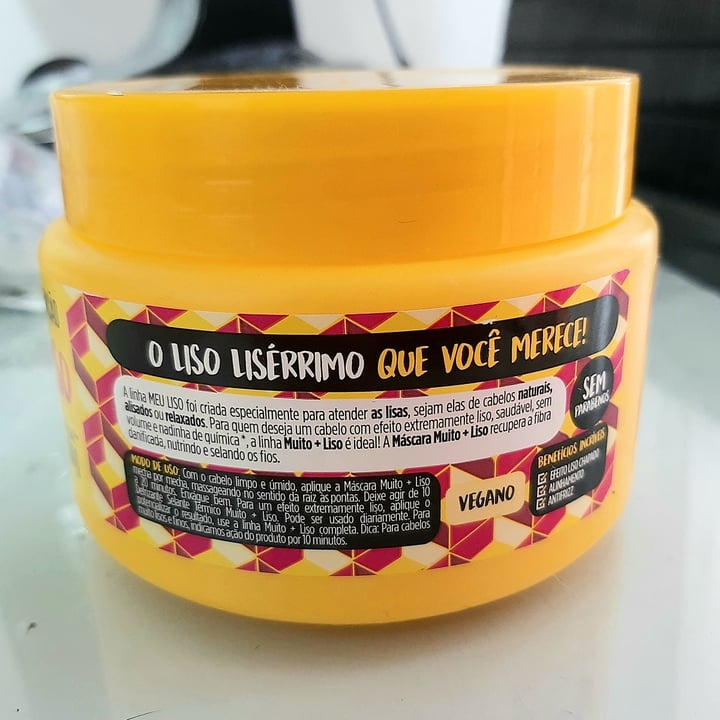 O LISO LISÉRRIMO QUE VOCÊ MERECE!
A linha MEU LISO foi criada especialmente para atender as lisas, sejam elas de cabelos naturais,
alisados ou relaxados. Para quem deseja um cabelo com efeito extremamente liso, saudável, sem
volume e nadinha de química*, a linha Muito + Liso é ideal! A Máscara Muito + Liso recupera a fibra
danificada, nutrindo e selando os fios.
SEM
PARABENOS
MODO DE USO: Com o cabelo limpo e úmido, aplique a Máscara Muito + Liso
mecha por mecha, massageando no sentido da raiz às pontas. Deixe agir de 10
a 20 minutos. Enxágue bem. Para um efeito extremamente liso, aplique o
Defrizante Selante Térmico Muito + Liso. Pode ser usado diariamente. Para
potencializar o resultado, use a linha Muito + Liso completa. Dica: Para cabelos
muito lisos e finos, indicamos ação do produto por 10 minutos.
VEGANO
BENEFÍCIOS INCRÍVEIS
EFEITO LISO CHAPADO
ALINHAMENTO
ANTIFRIZZ